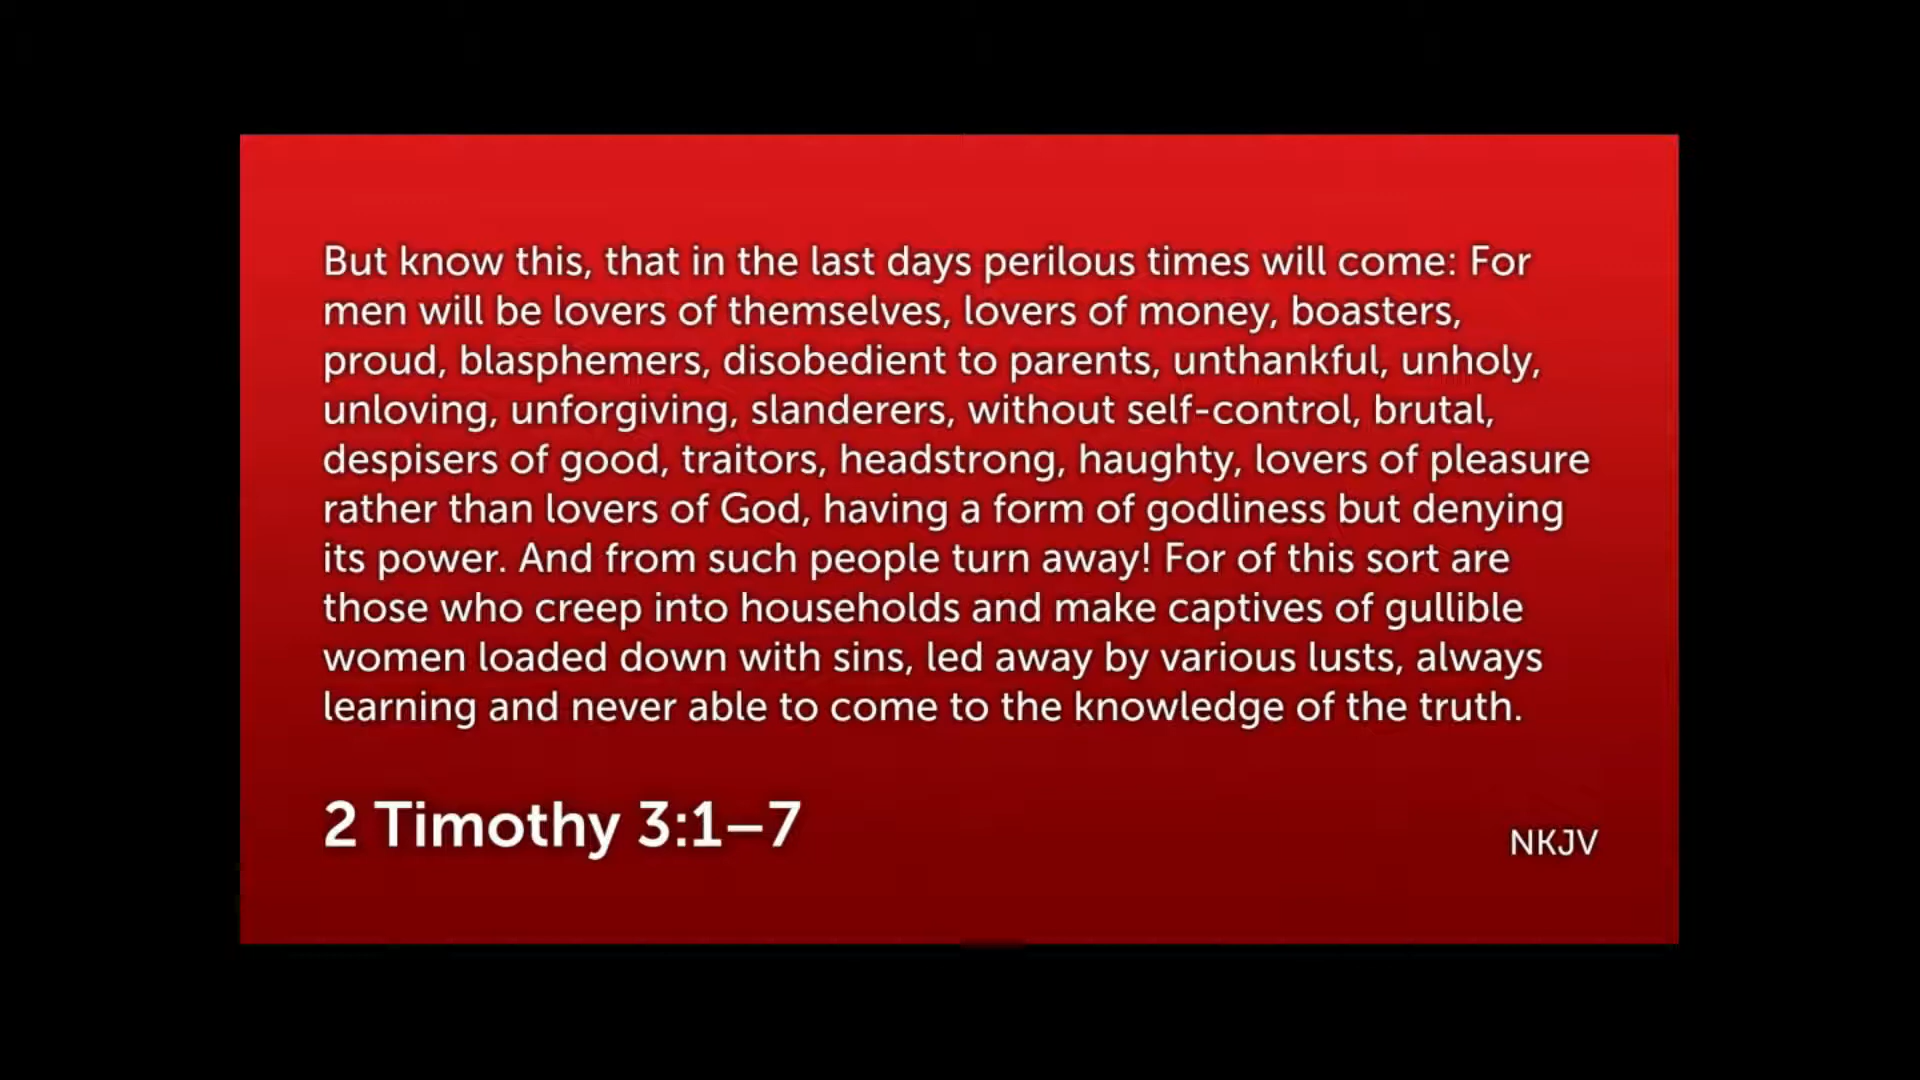 But know this, that in the last days perilous times will come: For
men will be lovers of themselves, lovers of money, boasters,
proud, blasphemers, disobedient to parents, unthankful, unholy,
unloving, unforgiving, slanderers, without self-control, brutal,
despisers of good, traitors, headstrong, haughty, lovers of pleasure
rather than lovers of God, having a form of godliness but denying
its power. And from such people turn away! For of this sort are
those who creep into households and make captives of gullible
women loaded down with sins, led away by various lusts, always
learning and never able to come to the knowledge of the truth.
2 Timothy 3:1–7
NKJV